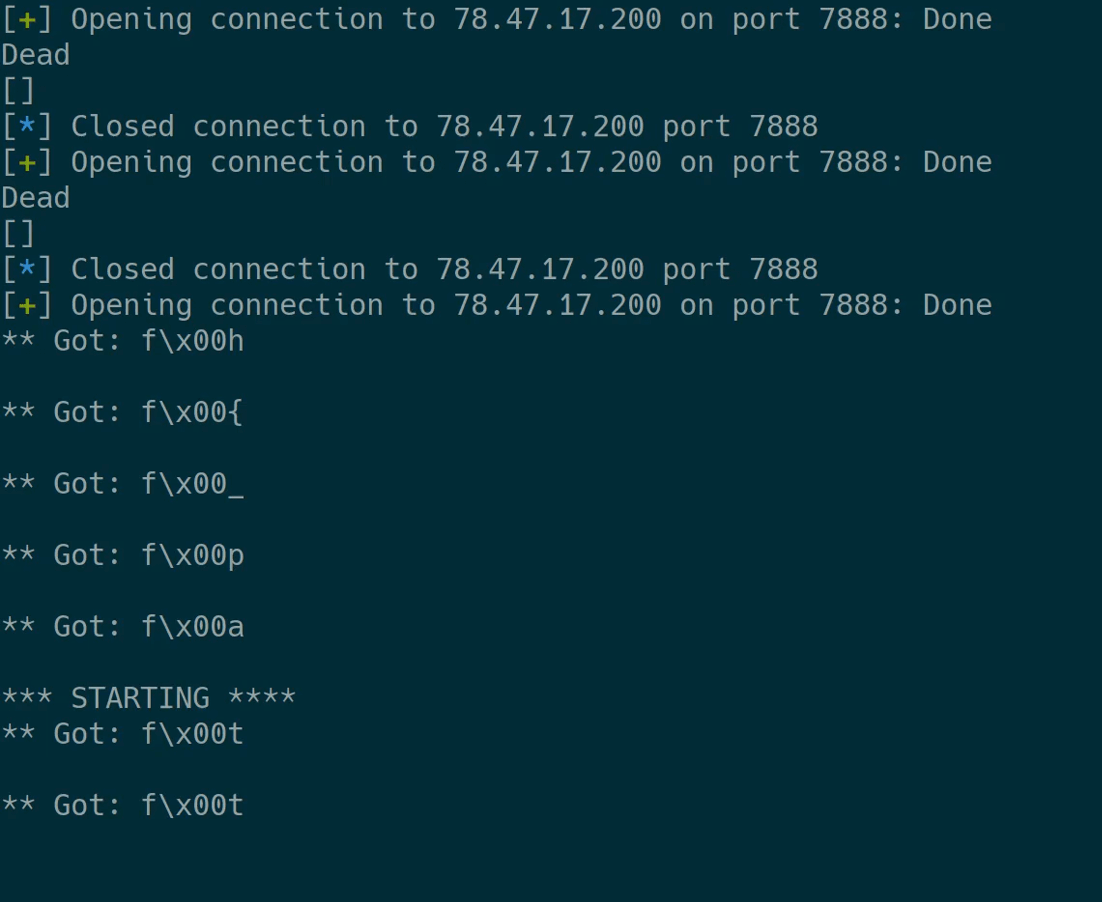 [+] Opening connection to 78.47.17.200 on port 7888: Done
Dead
[]
[*] Closed connection to 78.47.17.200 port 7888
[+] Opening connection to 78.47.17.200 on port 7888: Done
Dead
[]
[*] Closed connection to 78.47.17.200 port 7888
[+] Opening connection to 78.47.17.200 on port 7888: Done
** Got: f\x00h
** Got: f\x00{
** Got: f\x00_
** Got: f\x00p
** Got: f\x00a
*** STARTING ****
** Got: f\x00t
** Got: f\x00t